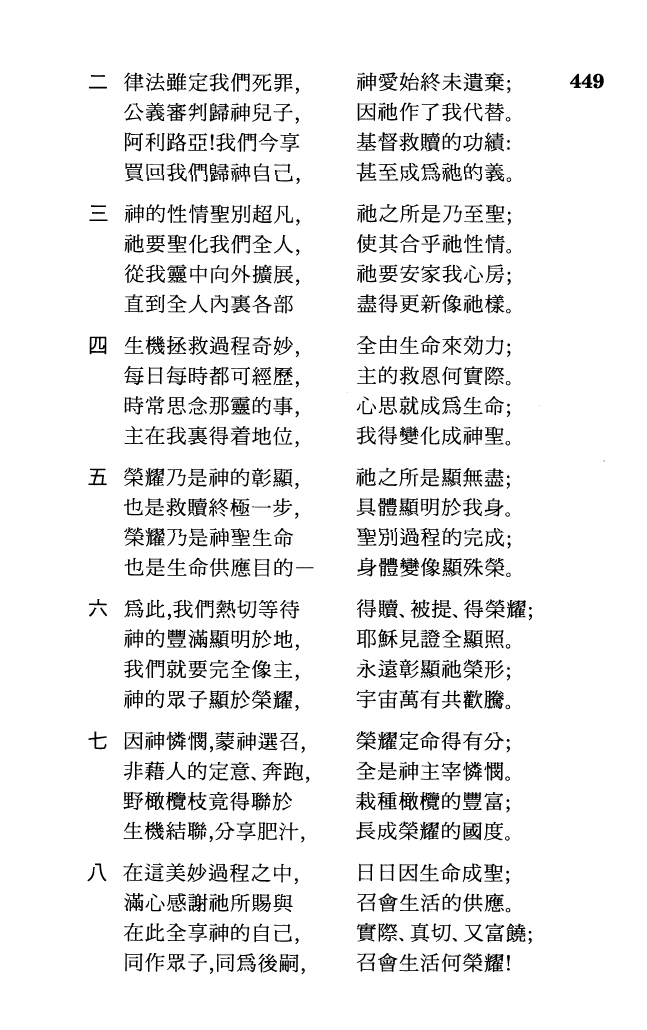 二 律法雖定我們死罪, 神愛始終未遺棄; 449
公義審判歸神兒子, 因祂作了我代替。
阿利路亞!我們今享 基督救贖的功績:
買回我們歸神自己, 甚至成爲祂的義。
三 神的性情聖別超凡, 祂之所是乃至聖;
祂要聖化我們全人, 使其合乎祂性情。
從我靈中向外擴展, 祂要安家我心房;
直到全人內裏各部 盡得更新像祂樣。
四 生機拯救過程奇妙, 全由生命來効力;
每日每時都可經歷, 主的救恩何實際。
時常思念那靈的事, 心思就成爲生命;
主在我裏得着地位, 我得變化成神聖。
五 榮耀乃是神的彰顯, 祂之所是顯無盡;
也是救贖終極一步, 具體顯明於我身。
榮耀乃是神聖生命 聖別過程的完成;
也是生命供應目的— 身體變像顯殊榮。
六 爲此,我們熱切等待 得贖、被提、得榮耀;
神的豐滿顯明於地, 耶穌見證全顯照。
我們就要完全像主, 永遠彰顯祂榮形;
神的眾子顯於榮耀, 宇宙萬有共歡騰。
七 因神憐憫,蒙神選召, 榮耀定命得有分;
非藉人的定意、奔跑, 全是神主宰憐憫。
野橄欖枝竟得聯於 栽種橄欖的豐富;
生機結聯,分享肥汁, 長成榮耀的國度。
八 在這美妙過程之中, 日日因生命成聖;
滿心感謝祂所賜與 召會生活的供應。
在此全享神的自己, 實際、真切、又富饒;
同作眾子,同爲後嗣, 召會生活何榮耀!